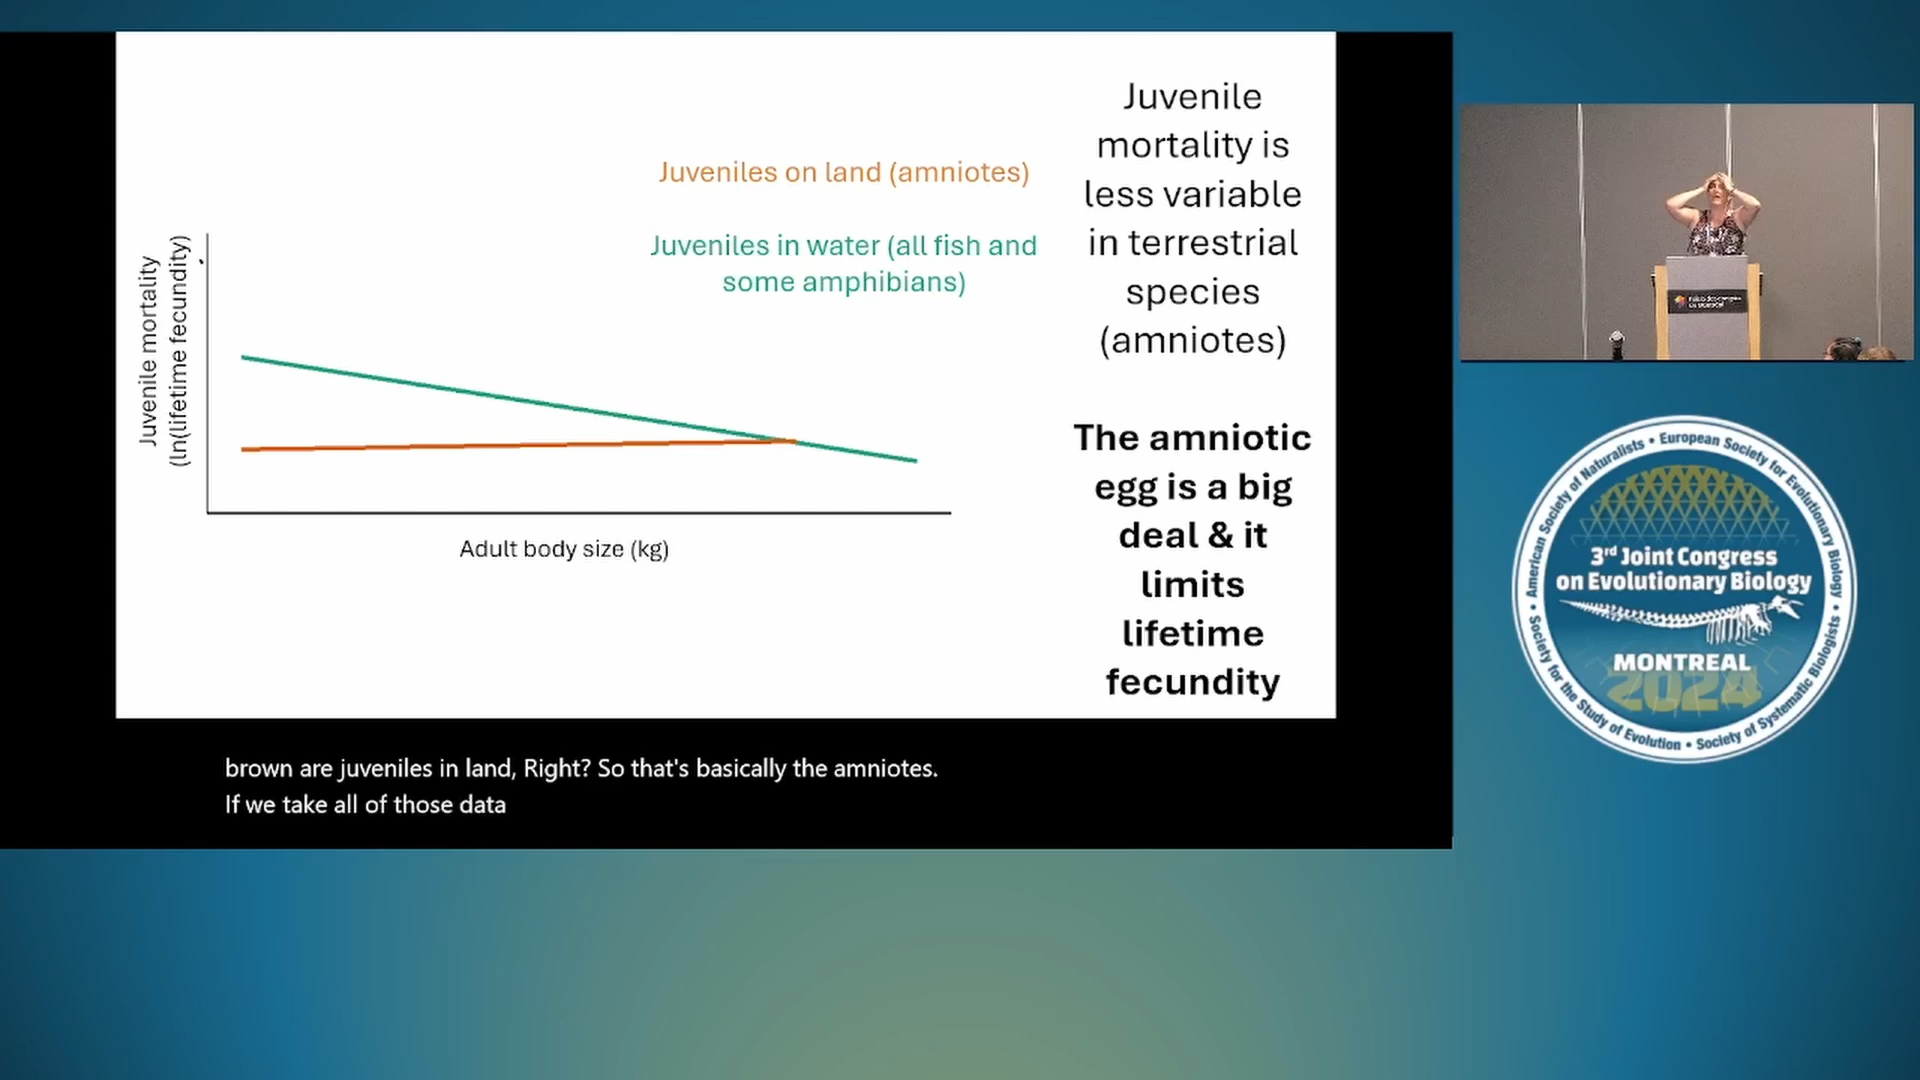 Juvenile
mortality is
less variable
in terrestrial
species
(amniotes)
The amniotic
egg is a big
deal & it
limits
lifetime
fecundity
Juveniles on land (amniotes)
Juveniles in water (all fish and
some amphibians)
Juvenile mortality
(ln(lifetime fecundity)
Adult body size (kg)
brown are juveniles in land, Right? So that's basically the amniotes.
If we take all of those data
American Society of Naturalists • European Society for Evolutionary Biology •
Society of Systematic Biologists • Society for the Study of Evolution •
3rd Joint Congress
on Evolutionary Biology
MONTREAL
2024